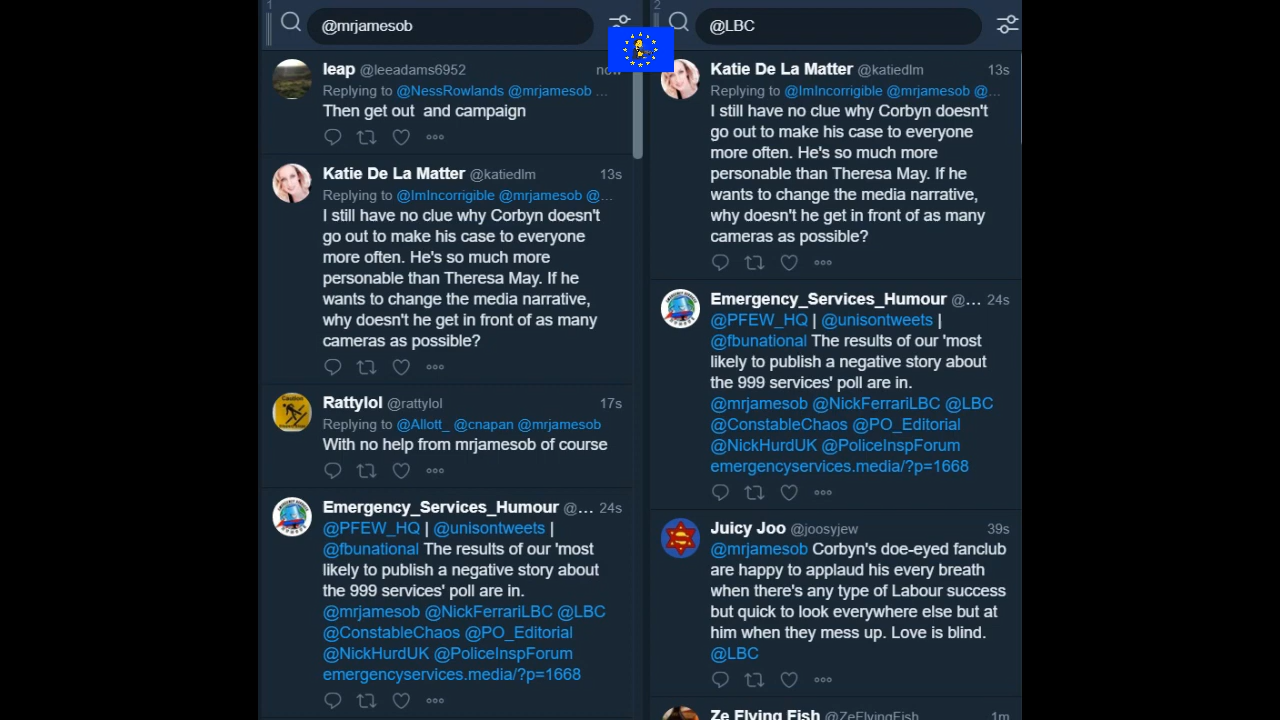 1
@mrjamesob
leap @leeadams6952 now
Replying to @NessRowlands @mrjamesob ...
Then get out and campaign
Katie De La Matter @katiedlm 13s
Replying to @ImIncorrigible @mrjamesob @...
I still have no clue why Corbyn doesn't
go out to make his case to everyone
more often. He's so much more
personable than Theresa May. If he
wants to change the media narrative,
why doesn't he get in front of as many
cameras as possible?
Rattylol @rattylol 17s
Replying to @Allott_ @cnapan @mrjamesob
With no help from mrjamesob of course
Emergency_Services_Humour @... 24s
@PFEW_HQ | @unisontweets |
@fbunational The results of our 'most
likely to publish a negative story about
the 999 services' poll are in.
@mrjamesob @NickFerrariLBC @LBC
@ConstableChaos @PO_Editorial
@NickHurdUK @PoliceInspForum
emergencyservices.media/?p=1668
2
@LBC
Katie De La Matter @katiedlm 13s
Replying to @ImIncorrigible @mrjamesob @...
I still have no clue why Corbyn doesn't
go out to make his case to everyone
more often. He's so much more
personable than Theresa May. If he
wants to change the media narrative,
why doesn't he get in front of as many
cameras as possible?
Emergency_Services_Humour @... 24s
@PFEW_HQ | @unisontweets |
@fbunational The results of our 'most
likely to publish a negative story about
the 999 services' poll are in.
@mrjamesob @NickFerrariLBC @LBC
@ConstableChaos @PO_Editorial
@NickHurdUK @PoliceInspForum
emergencyservices.media/?p=1668
Juicy Joo @joosyjew 39s
@mrjamesob Corbyn's doe-eyed fanclub
are happy to applaud his every breath
when there's any type of Labour success
but quick to look everywhere else but at
him when they mess up. Love is blind.
@LBC
Ze Flying Fish @ZeFlyingFish 1m